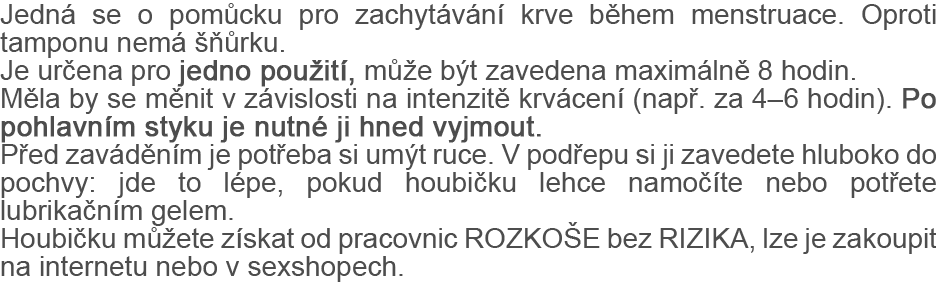 Jedná se o pomůcku pro zachytávání krve během menstruace. Oproti
tamponu nemá šňůrku.
Je určena pro jedno použití, může být zavedena maximálně 8 hodin.
Měla by se měnit v závislosti na intenzitě krvácení (např. za 4–6 hodin). Po
pohlavním styku je nutné ji hned vyjmout.
Před zaváděním je potřeba si umýt ruce. V podřepu si ji zavedete hluboko do
pochvy: jde to lépe, pokud houbičku lehce namočíte nebo potřete
lubrikačním gelem.
Houbičku můžete získat od pracovnic ROZKOŠE bez RIZIKA, lze je zakoupit
na internetu nebo v sexshopech.